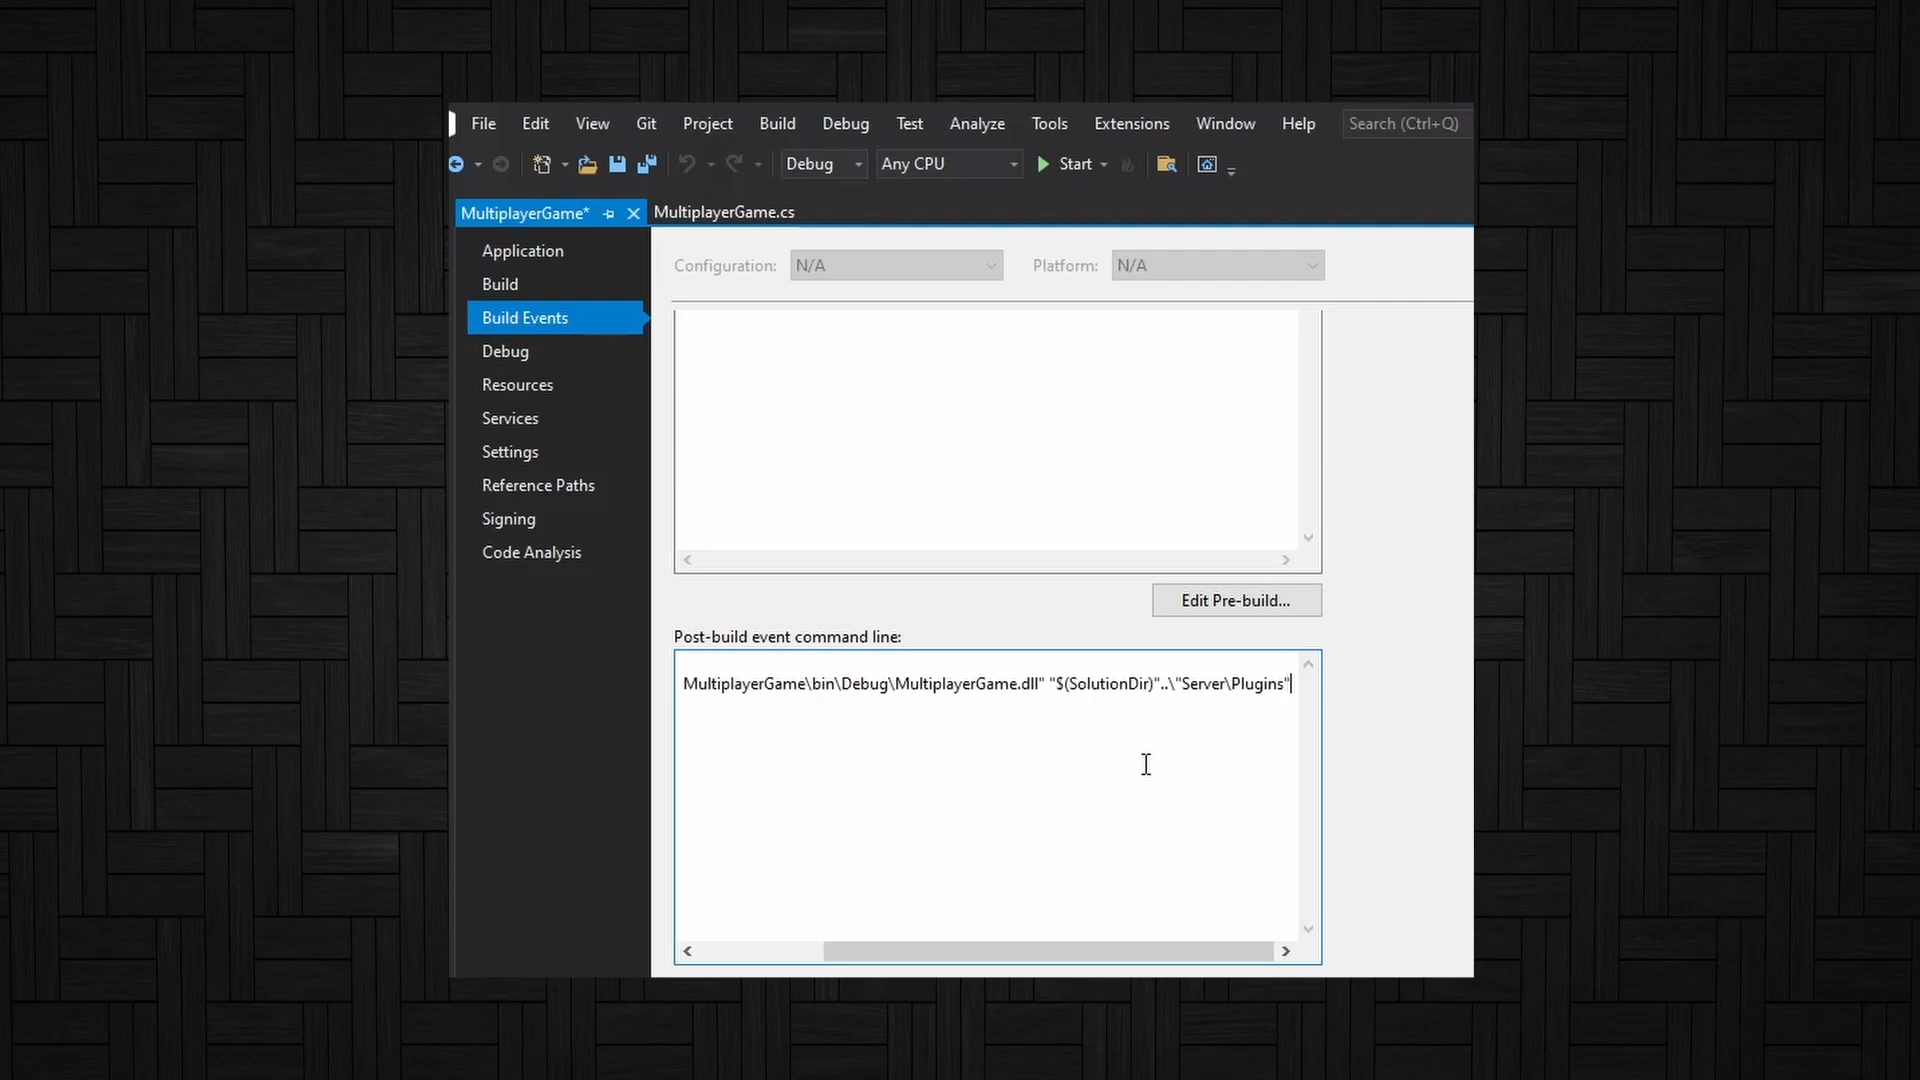 File Edit View Git Project Build Debug Test Analyze Tools Extensions Window Help Search (Ctrl+Q)
Debug Any CPU Start
MultiplayerGame* MultiplayerGame.cs
Application
Build
Build Events
Debug
Resources
Services
Settings
Reference Paths
Signing
Code Analysis
Configuration: N/A Platform: N/A
Edit Pre-build...
Post-build event command line:
MultiplayerGame\bin\Debug\MultiplayerGame.dll" "$(SolutionDir)"..\"Server\Plugins"